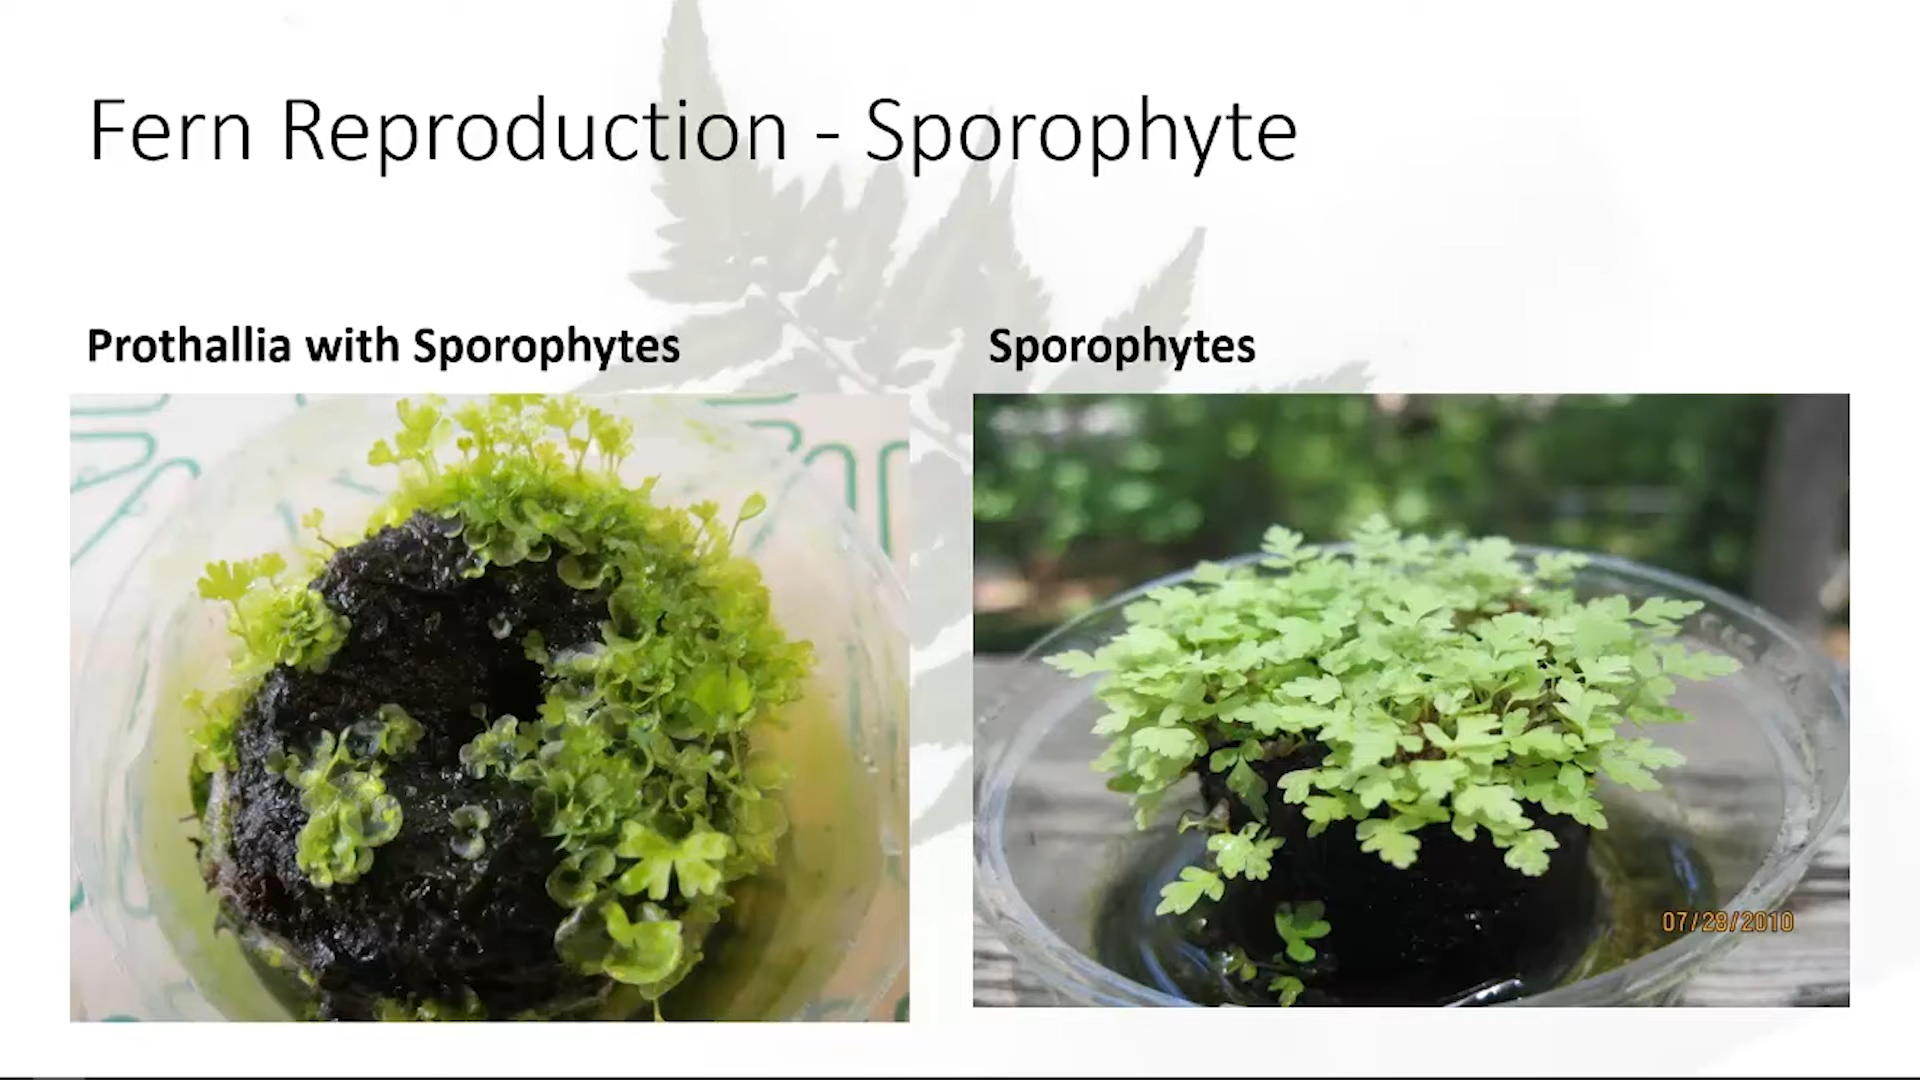 Fern Reproduction - Sporophyte
Prothallia with Sporophytes
Sporophytes
07/28/2010